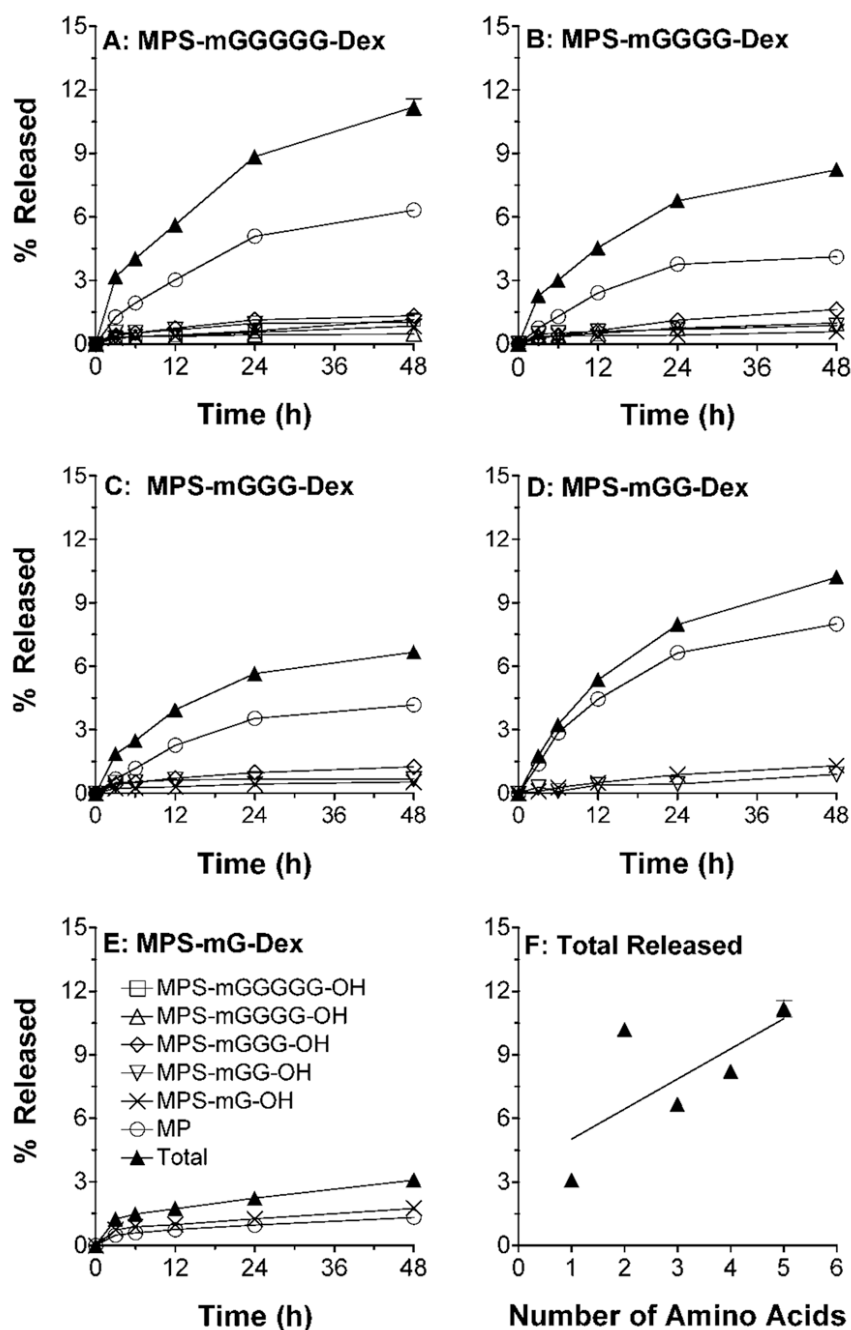 A: MPS-mGGGGG-Dex
B: MPS-mGGGG-Dex
% Released
15
12
9
6
3
0
0 12 24 36 48
Time (h)
15
12
9
6
3
0
0 12 24 36 48
Time (h)
C: MPS-mGGG-Dex
D: MPS-mGG-Dex
% Released
15
12
9
6
3
0
0 12 24 36 48
Time (h)
15
12
9
6
3
0
0 12 24 36 48
Time (h)
E: MPS-mG-Dex
% Released
15
12
9
6
3
0
MPS-mGGGGG-OH
MPS-mGGGG-OH
MPS-mGGG-OH
MPS-mGG-OH
MPS-mG-OH
MP
Total
0 12 24 36 48
Time (h)
F: Total Released
15
12
9
6
3
0
0 1 2 3 4 5 6
Number of Amino Acids